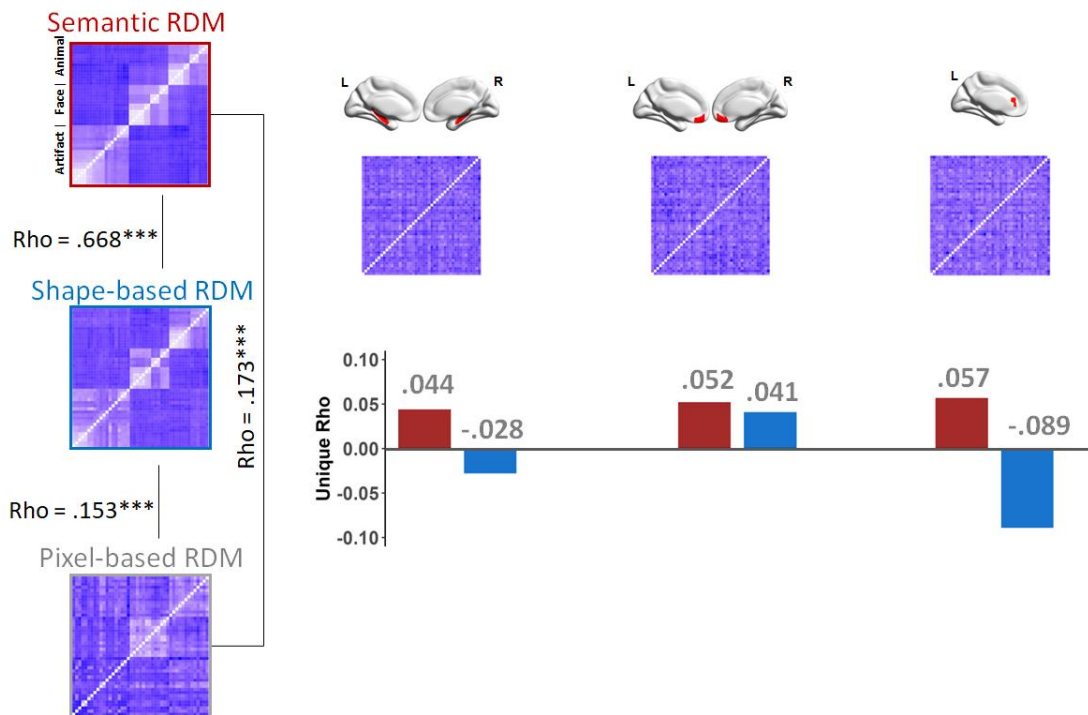 Semantic RDM
Artifact | Face | Animal
Rho = .668***
Shape-based RDM
Rho = .173***
Rho = .153***
Pixel-based RDM
L R
L R
L
Unique Rho
0.10
0.05
0.00
-0.05
-0.10
.044
-.028
.052
.041
.057
-.089